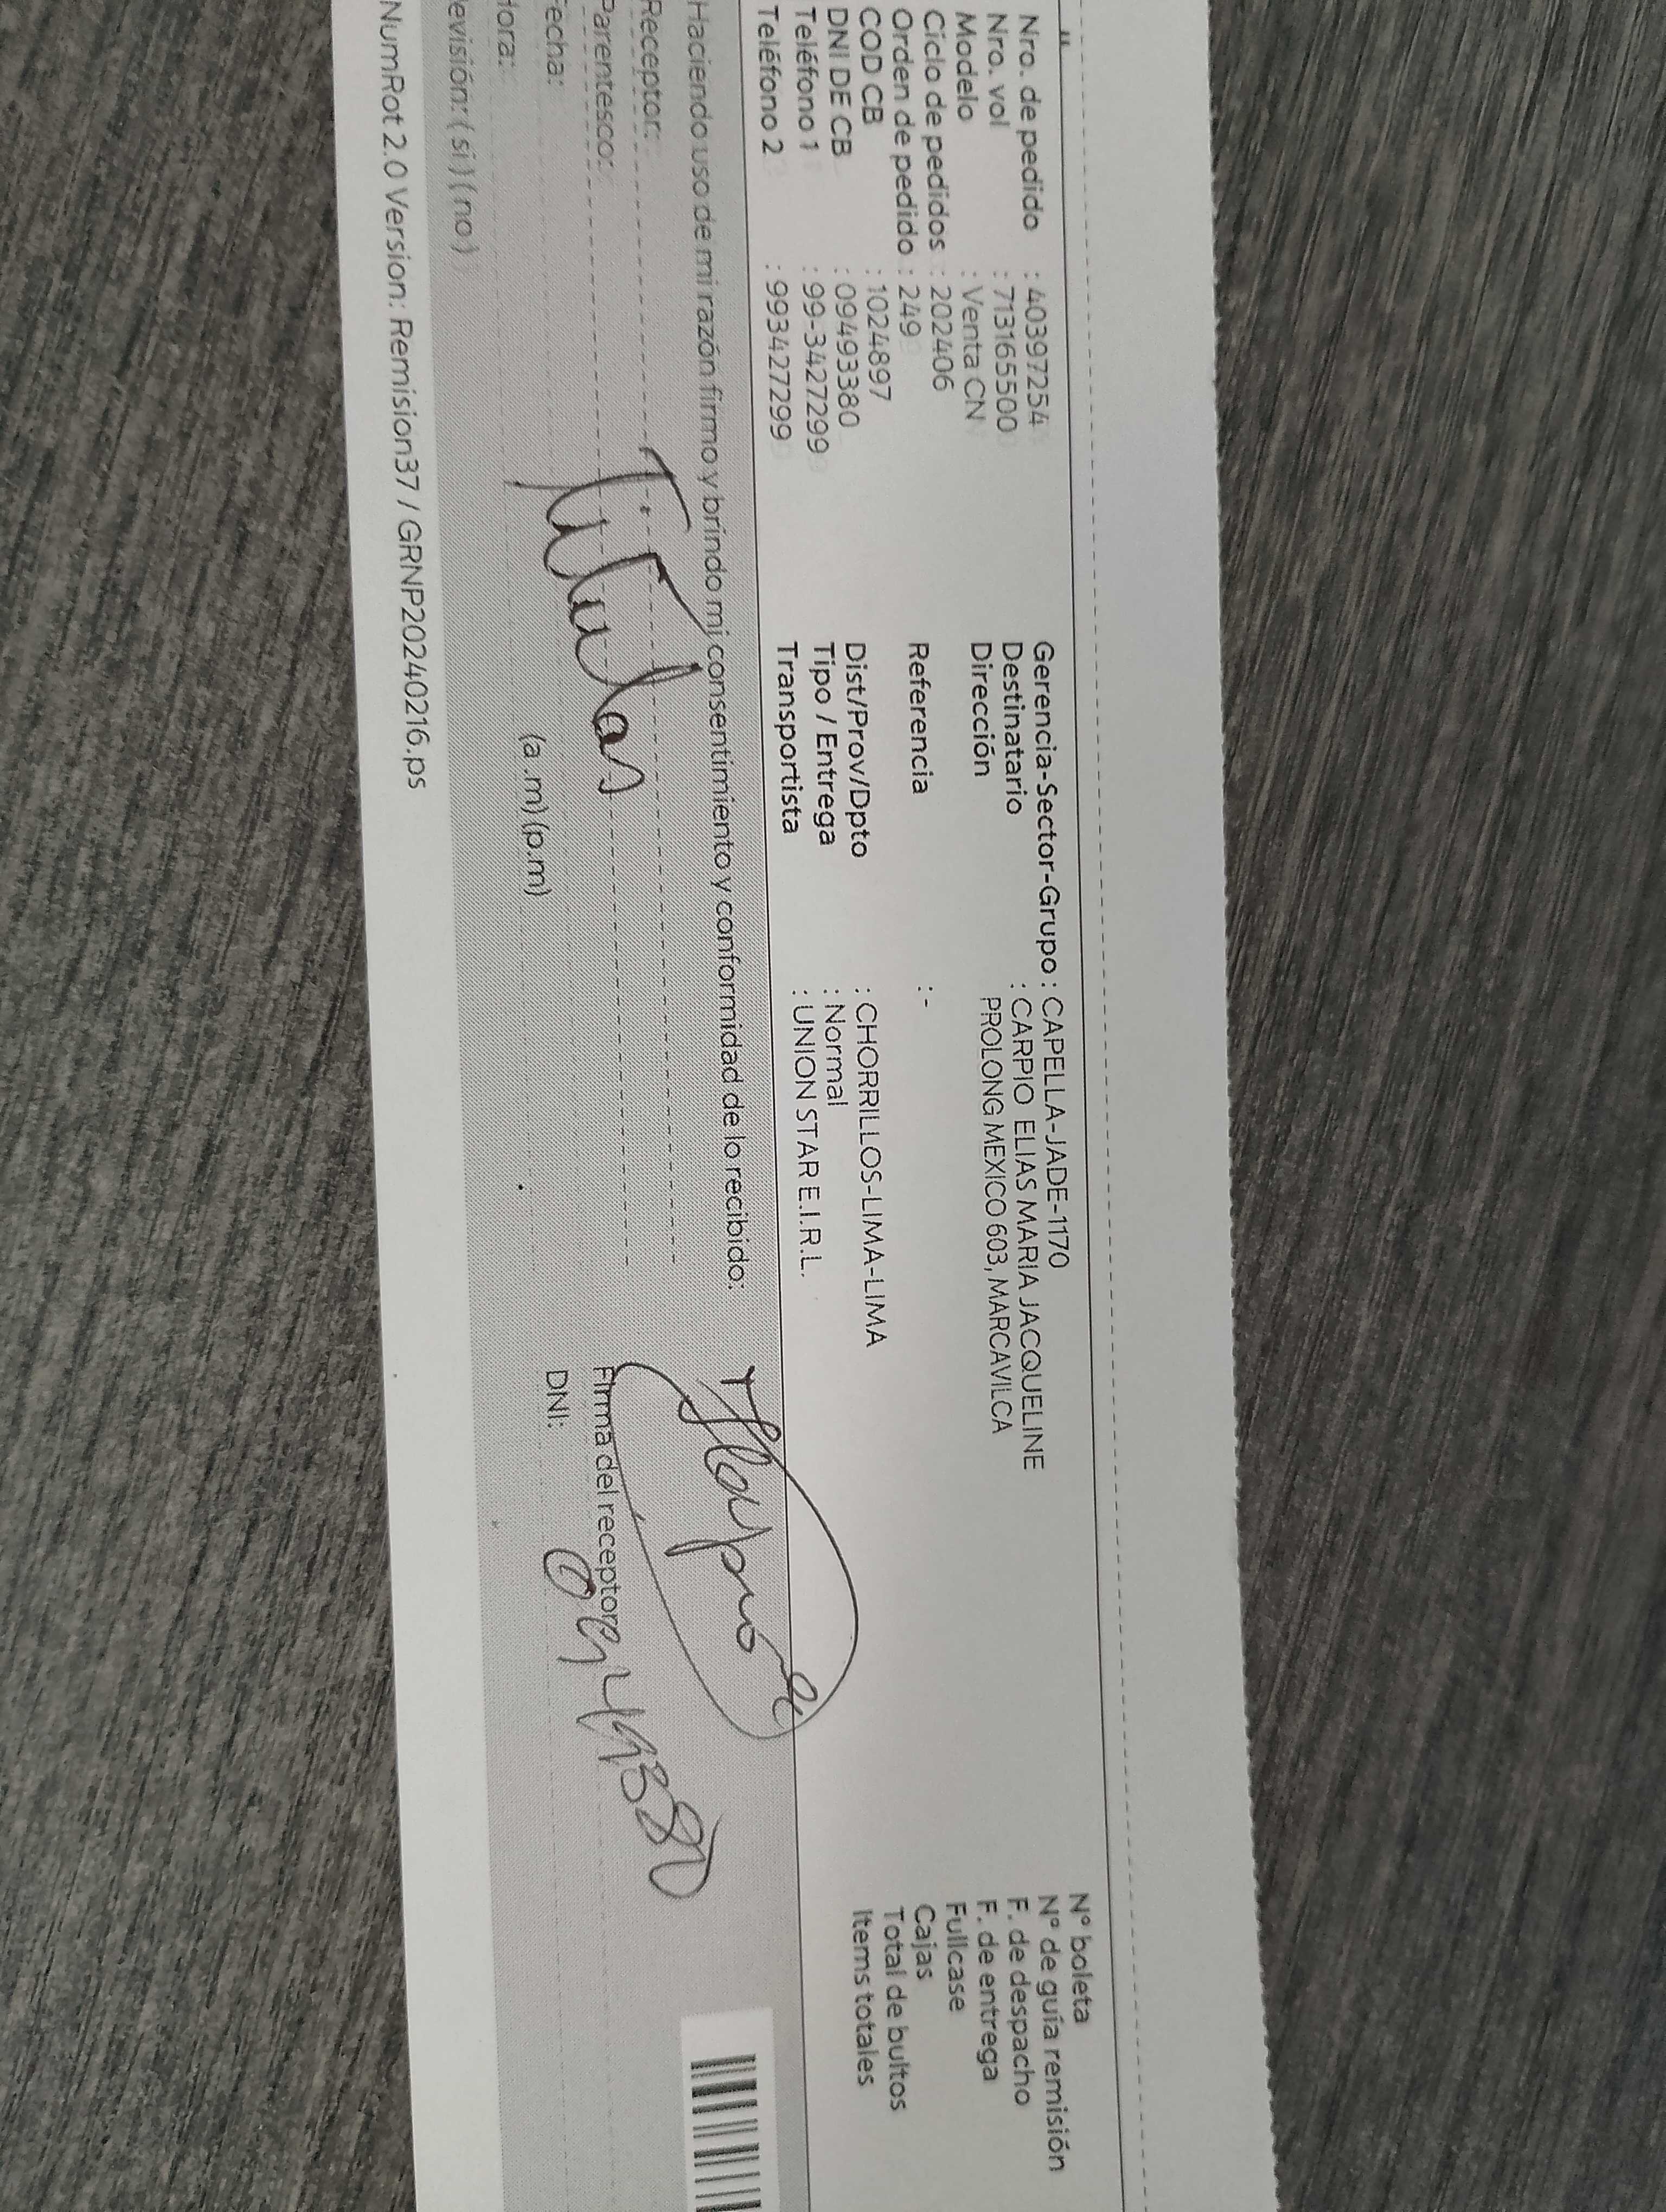 Nro. de pedido : 40397254
Nro. vol : 713165500
Modelo : Venta CN
Ciclo de pedidos : 202406
Orden de pedido : 249
COD CB : 1024897
DNI DE CB : 09493380
Teléfono 1 : 99-3427299
Teléfono 2 : 993427299
Gerencia-Sector-Grupo : CAPELLA-JADE-1170
Destinatario : CARPIO ELIAS MARIA JACQUELINE
Dirección PROLONG MEXICO 603, MARCAVILCA
Referencia : -
Dist/Prov/Dpto : CHORRILLOS-LIMA-LIMA
Tipo / Entrega : Normal
Transportista : UNION STAR E.I.R.L.
N° boleta
N° de guía remisión
F. de despacho
F. de entrega
Fullcase
Cajas
Total de bultos
Items totales
Haciendo uso de mi razón firmo y brindo mi consentimiento y conformidad de lo recibido:
Receptor:
Parentesco: Titular
echa:
ora: (a .m)(p.m)
evisión: ( si ) ( no )
Firma del receptor
DNI: 09493380
NumRot 2.0 Version: Remision37 / GRNP20240216.ps